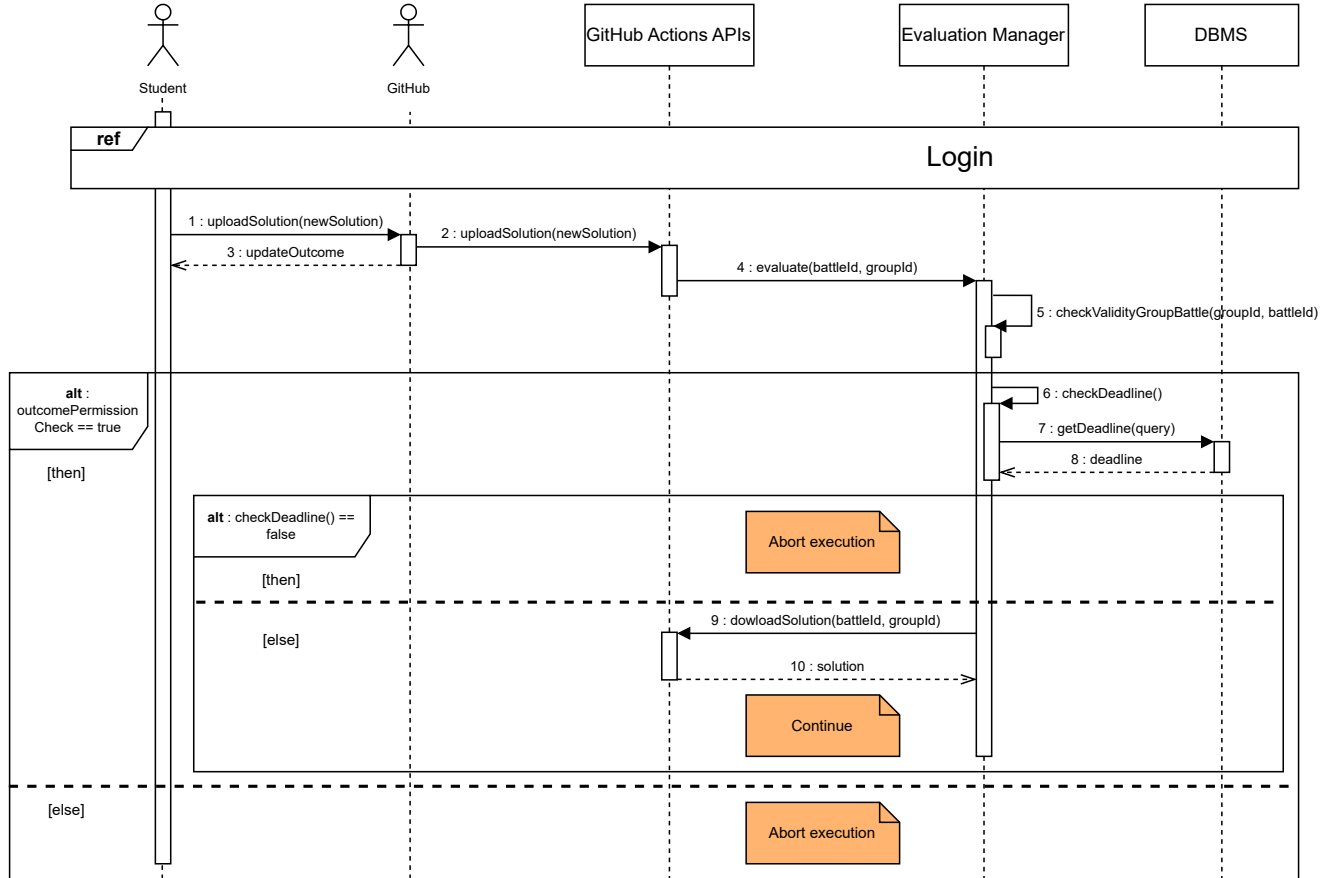 Student
GitHub
GitHub Actions APIs
Evaluation Manager
DBMS
ref
Login
1 : uploadSolution(newSolution)
2 : uploadSolution(newSolution)
3 : updateOutcome
4 : evaluate(battleId, groupId)
5 : checkValidityGroupBattle(groupId, battleId)
alt :
outcomePermission
Check == true
[then]
6 : checkDeadline()
7 : getDeadline(query)
8 : deadline
alt : checkDeadline() ==
false
[then]
Abort execution
[else]
9 : dowloadSolution(battleId, groupId)
10 : solution
Continue
[else]
Abort execution